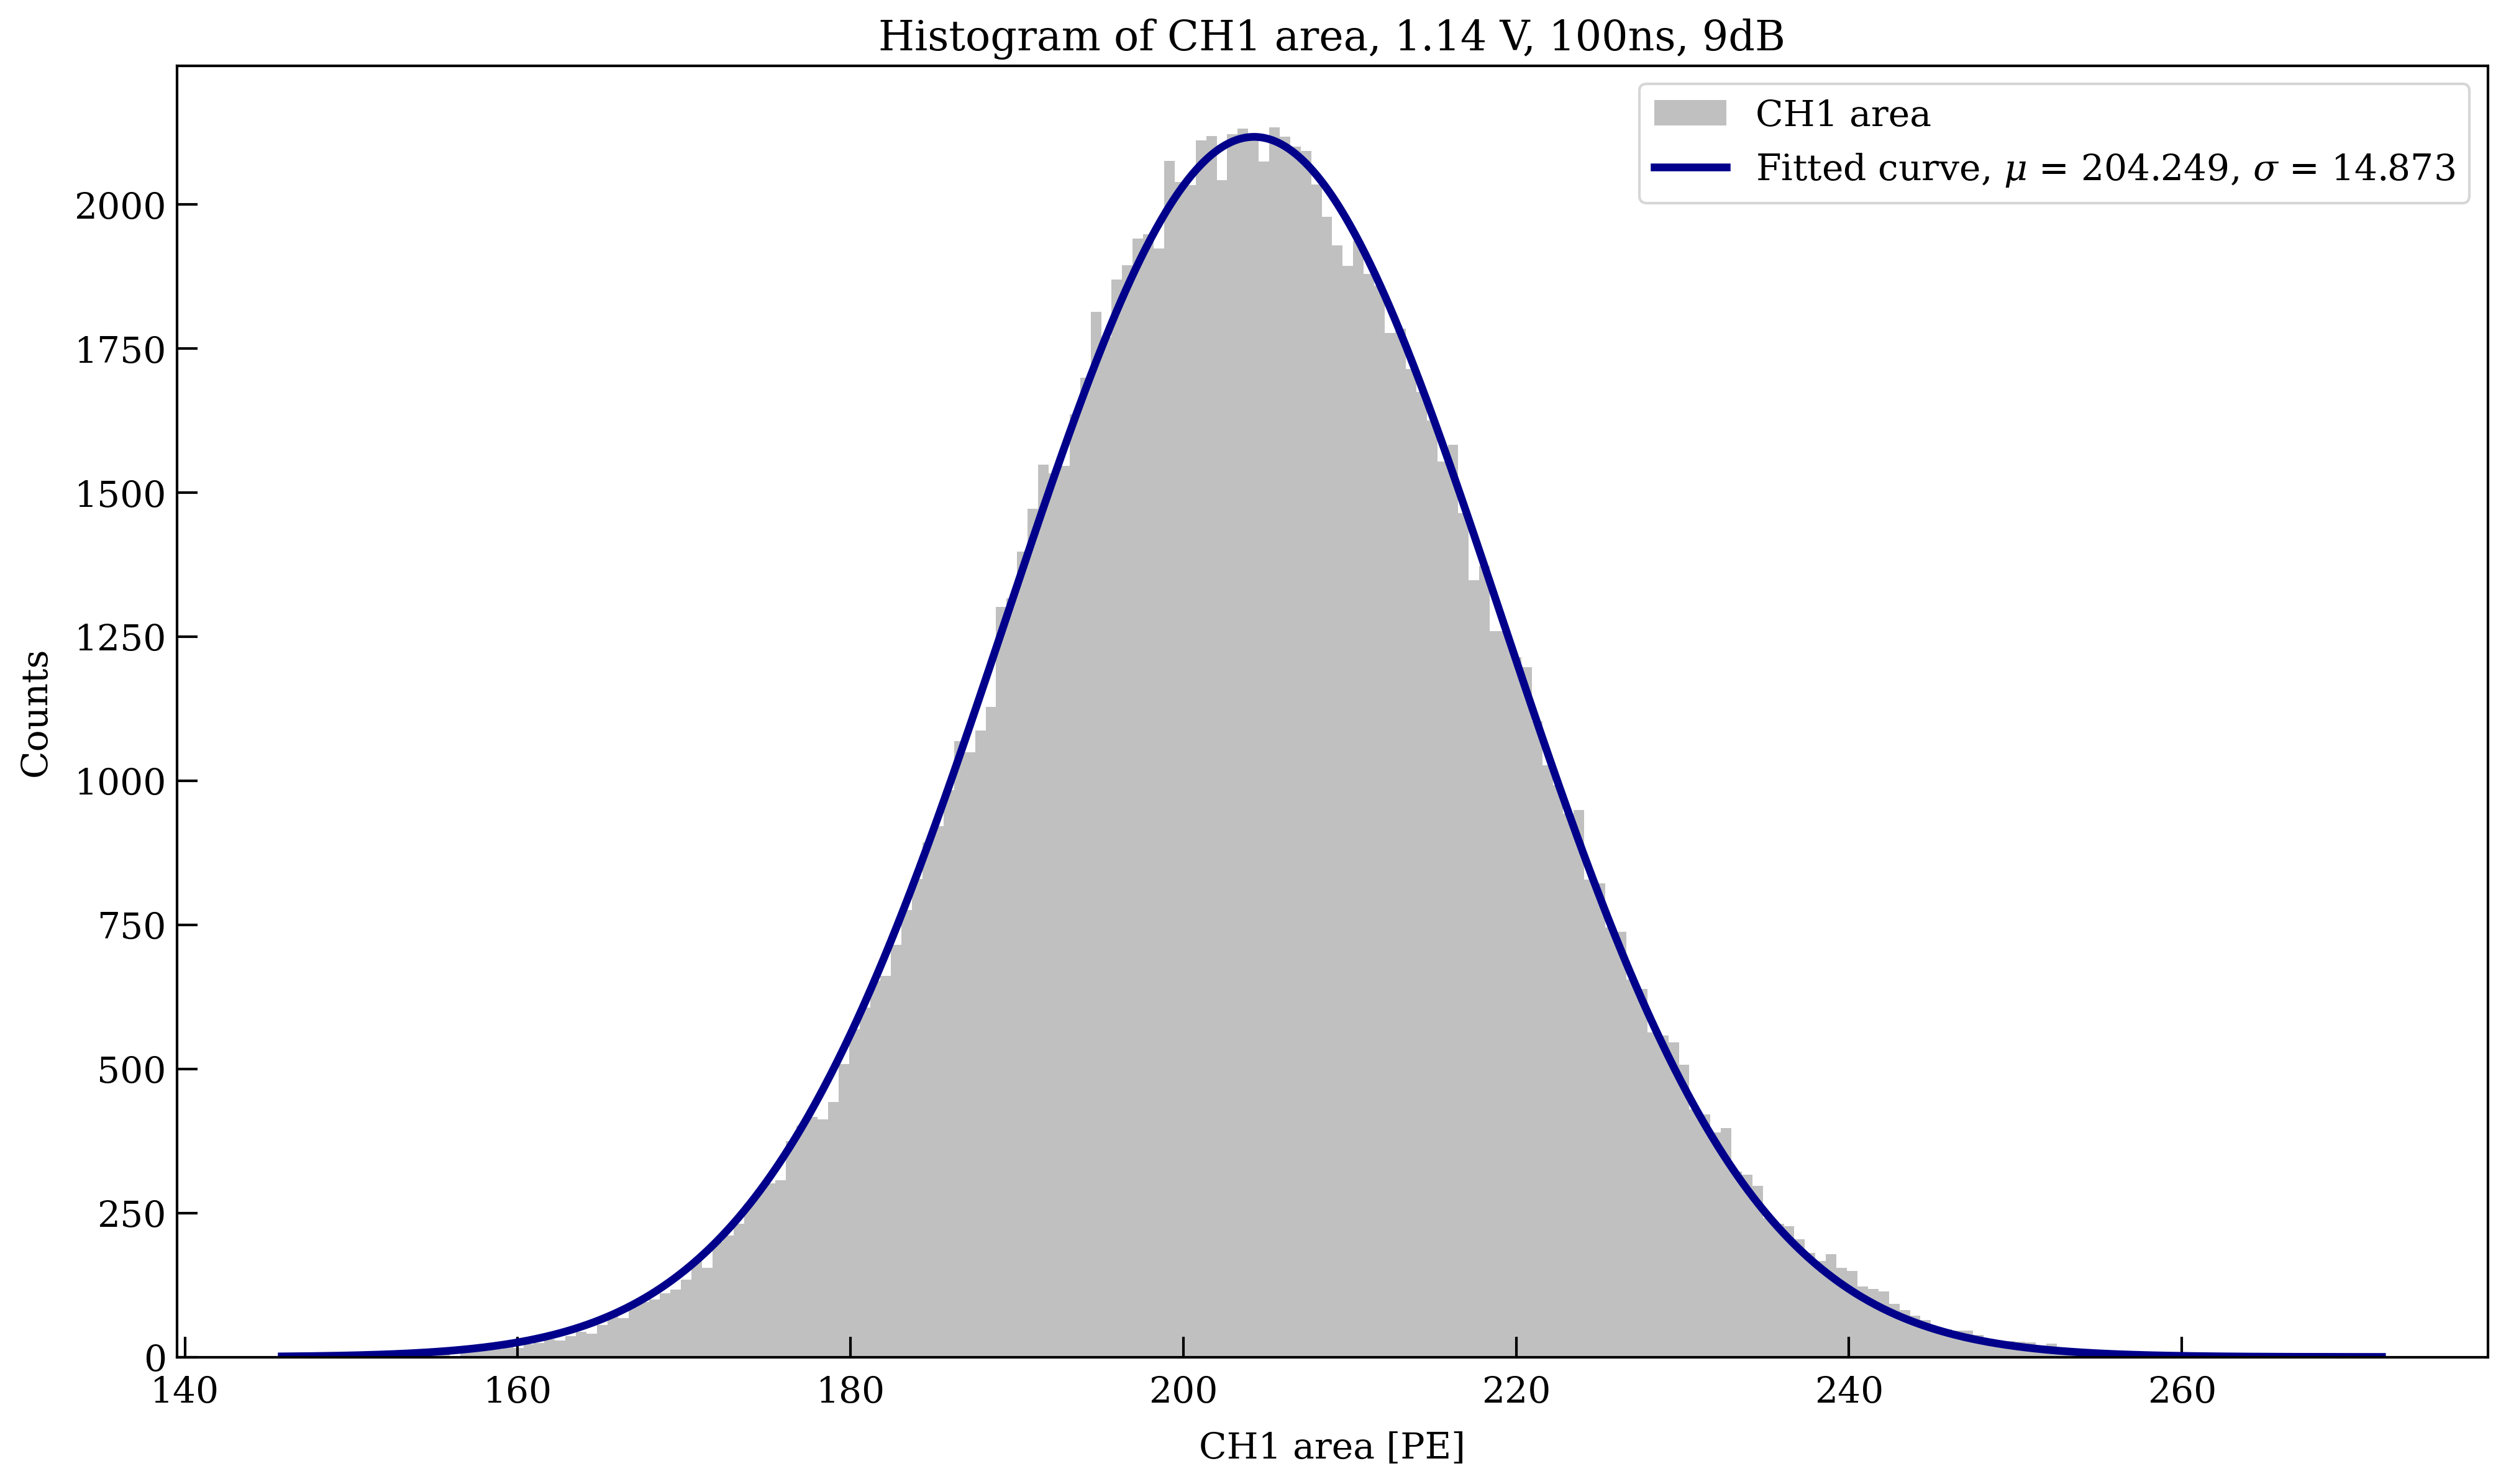 Histogram of CH1 area, 1.14 V, 100ns, 9dB
CH1 area
Fitted curve, μ = 204.249, σ = 14.873
Counts
2000
1750
1500
1250
1000
750
500
250
0
140 160 180 200 220 240 260
CH1 area [PE]